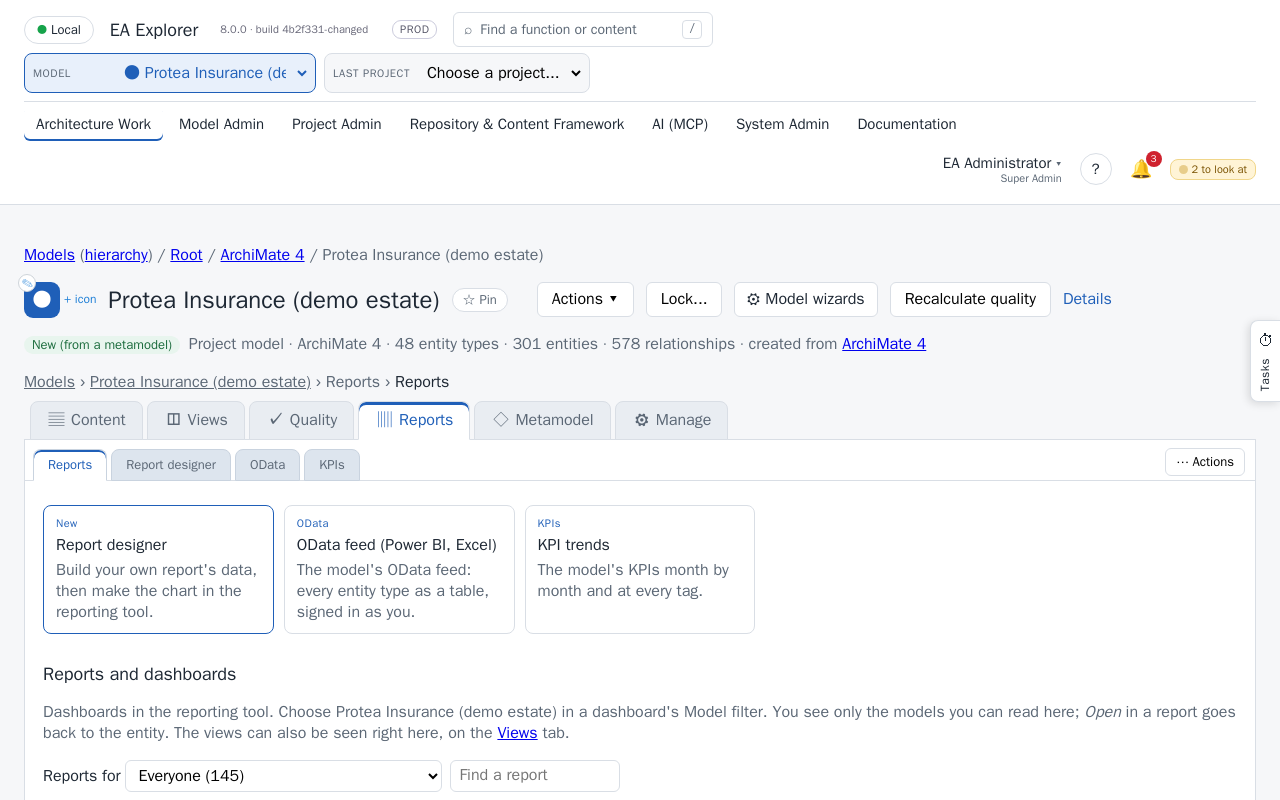 Local
EA Explorer
8.0.0 · build 4b2f331-changed
PROD
Find a function or content
/
MODEL
Protea Insurance (de
LAST PROJECT
Choose a project...
Architecture Work
Model Admin
Project Admin
Repository & Content Framework
AI (MCP)
System Admin
Documentation
EA Administrator ▾
Super Admin
?
3
2 to look at
Models (hierarchy) / Root / ArchiMate 4 / Protea Insurance (demo estate)
+ icon
Protea Insurance (demo estate)
☆ Pin
Actions ▾
Lock...
⚙ Model wizards
Recalculate quality
Details
New (from a metamodel)
Project model · ArchiMate 4 · 48 entity types · 301 entities · 578 relationships · created from ArchiMate 4
Tasks
Models › Protea Insurance (demo estate) › Reports › Reports
Content
Views
✓ Quality
Reports
Metamodel
⚙ Manage
Reports
Report designer
OData
KPIs
··· Actions
New
Report designer
Build your own report's data,
then make the chart in the
reporting tool.
OData
OData feed (Power BI, Excel)
The model's OData feed:
every entity type as a table,
signed in as you.
KPIs
KPI trends
The model's KPIs month by
month and at every tag.
Reports and dashboards
Dashboards in the reporting tool. Choose Protea Insurance (demo estate) in a dashboard's Model filter. You see only the models you can read here; Open in a report goes
back to the entity. The views can also be seen right here, on the Views tab.
Reports for
Everyone (145)
Find a report